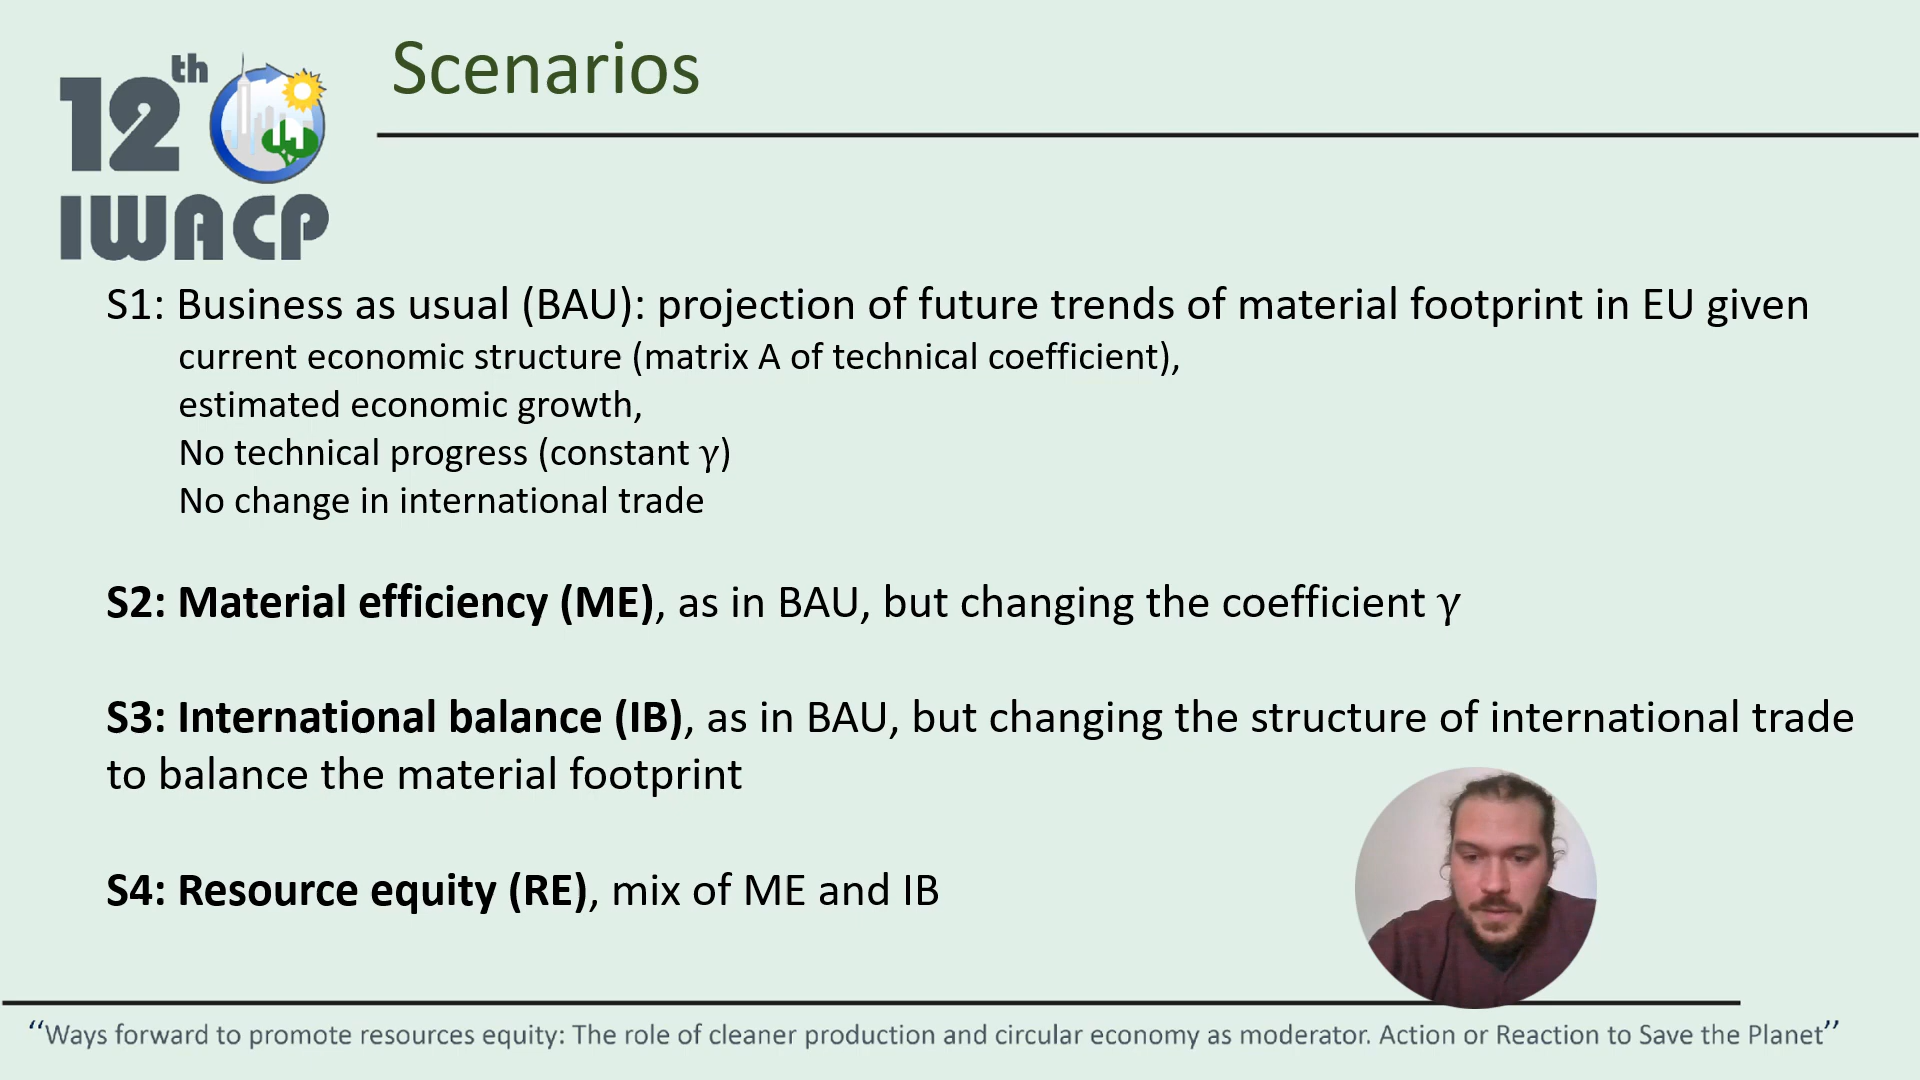 12th
IWACP
Scenarios
S1: Business as usual (BAU): projection of future trends of material footprint in EU given
current economic structure (matrix A of technical coefficient),
estimated economic growth,
No technical progress (constant γ)
No change in international trade
S2: Material efficiency (ME), as in BAU, but changing the coefficient γ
S3: International balance (IB), as in BAU, but changing the structure of international trade
to balance the material footprint
S4: Resource equity (RE), mix of ME and IB
“Ways forward to promote resources equity: The role of cleaner production and circular economy as moderator. Action or Reaction to Save the Planet”